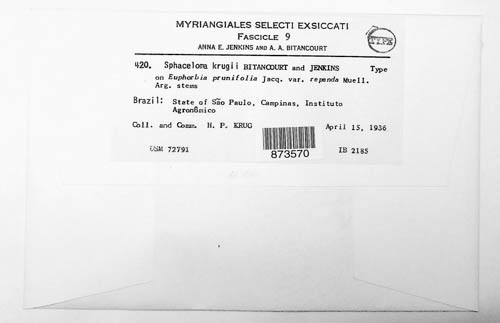 MYRIANGIALES SELECTI EXSICCATI
FASCICLE 9
ANNA E. JENKINS AND A. A. BITANCOURT
TYPE
420. Sphaceloma krugii BITANCOURT and JENKINS Type
on Euphorbia prunifolia Jacq. var. repanda Muell.
Arg. stems
Brazil: State of São Paulo, Campinas, Instituto
Agronômico
Coll. and Comm. H. P. KRUG April 15, 1936
873570
USM 72791 IB 2185